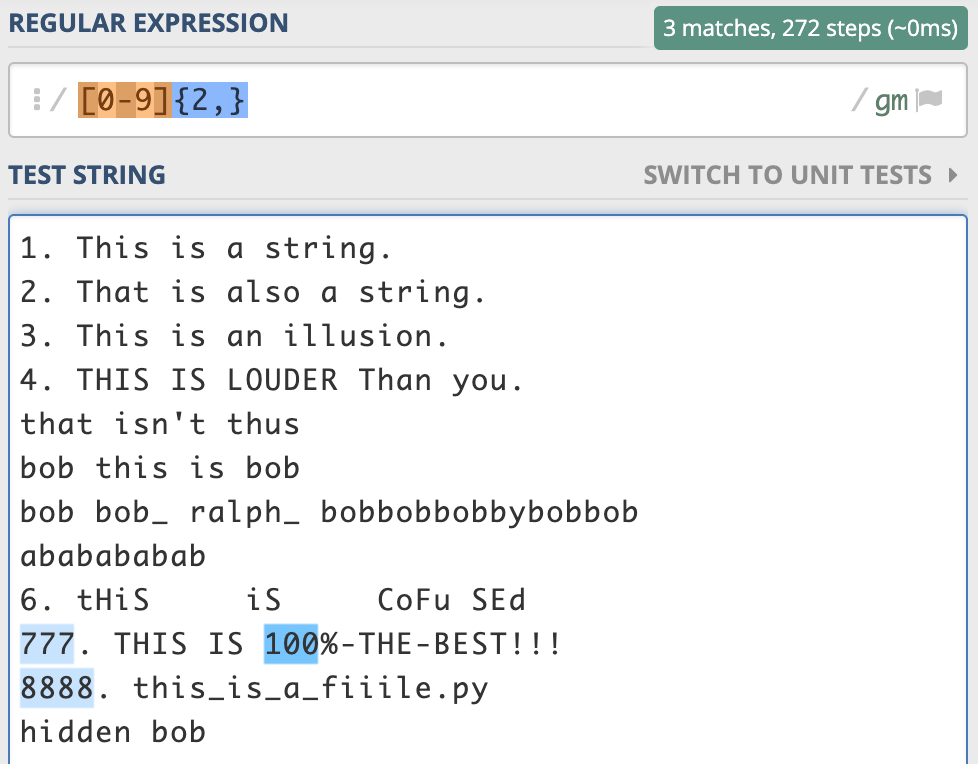 REGULAR EXPRESSION
3 matches, 272 steps (~0ms)
/ [0-9]{2,} / gm
TEST STRING
SWITCH TO UNIT TESTS
1. This is a string.
2. That is also a string.
3. This is an illusion.
4. THIS IS LOUDER Than you.
that isn't thus
bob this is bob
bob bob_ ralph_ bobbobbobbybobbob
ababababab
6. tHiS     iS     CoFu SEd
777. THIS IS 100%-THE-BEST!!!
8888. this_is_a_fiiile.py
hidden bob